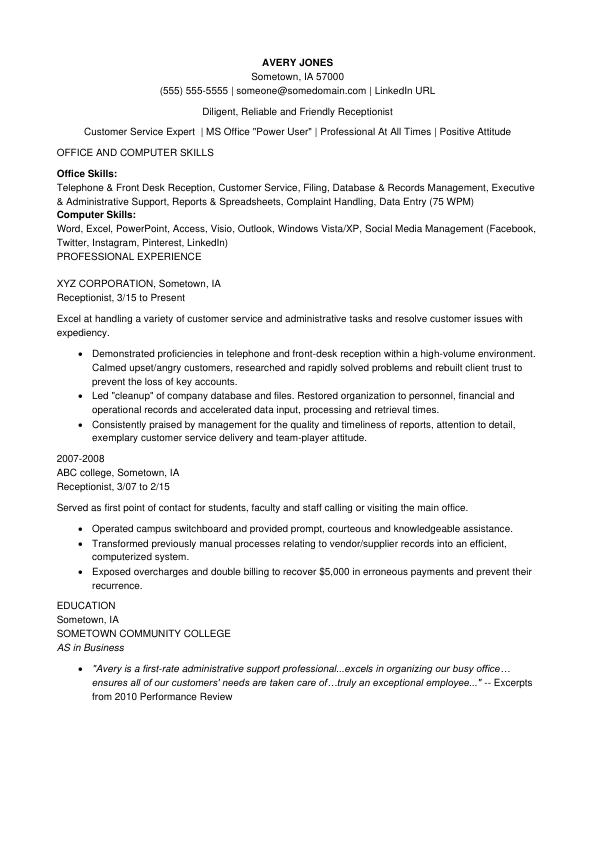 AVERY JONES
Sometown, IA 57000
(555) 555-5555 | someone@somedomain.com | LinkedIn URL
Diligent, Reliable and Friendly Receptionist
Customer Service Expert | MS Office "Power User" | Professional At All Times | Positive Attitude
OFFICE AND COMPUTER SKILLS
Office Skills:
Telephone & Front Desk Reception, Customer Service, Filing, Database & Records Management, Executive
& Administrative Support, Reports & Spreadsheets, Complaint Handling, Data Entry (75 WPM)
Computer Skills:
Word, Excel, PowerPoint, Access, Visio, Outlook, Windows Vista/XP, Social Media Management (Facebook,
Twitter, Instagram, Pinterest, LinkedIn)
PROFESSIONAL EXPERIENCE
XYZ CORPORATION, Sometown, IA
Receptionist, 3/15 to Present
Excel at handling a variety of customer service and administrative tasks and resolve customer issues with
expediency.
• Demonstrated proficiencies in telephone and front-desk reception within a high-volume environment.
Calmed upset/angry customers, researched and rapidly solved problems and rebuilt client trust to
prevent the loss of key accounts.
• Led "cleanup" of company database and files. Restored organization to personnel, financial and
operational records and accelerated data input, processing and retrieval times.
• Consistently praised by management for the quality and timeliness of reports, attention to detail,
exemplary customer service delivery and team-player attitude.
2007-2008
ABC college, Sometown, IA
Receptionist, 3/07 to 2/15
Served as first point of contact for students, faculty and staff calling or visiting the main office.
• Operated campus switchboard and provided prompt, courteous and knowledgeable assistance.
• Transformed previously manual processes relating to vendor/supplier records into an efficient,
computerized system.
• Exposed overcharges and double billing to recover $5,000 in erroneous payments and prevent their
recurrence.
EDUCATION
Sometown, IA
SOMETOWN COMMUNITY COLLEGE
AS in Business
• "Avery is a first-rate administrative support professional...excels in organizing our busy office…
ensures all of our customers' needs are taken care of…truly an exceptional employee..." -- Excerpts
from 2010 Performance Review